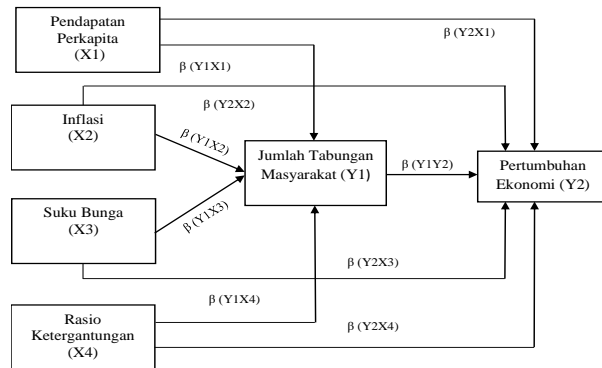 Pendapatan
Perkapita
(X1)
β (Y2X1)
β (Y1X1)
β (Y2X2)
Inflasi
(X2)
β (Y1X2)
Jumlah Tabungan
Masyarakat (Y1)
β (Y1Y2)
Pertumbuhan
Ekonomi (Y2)
Suku Bunga
(X3)
β (Y1X3)
β (Y2X3)
β (Y1X4)
Rasio
Ketergantungan
(X4)
β (Y2X4)